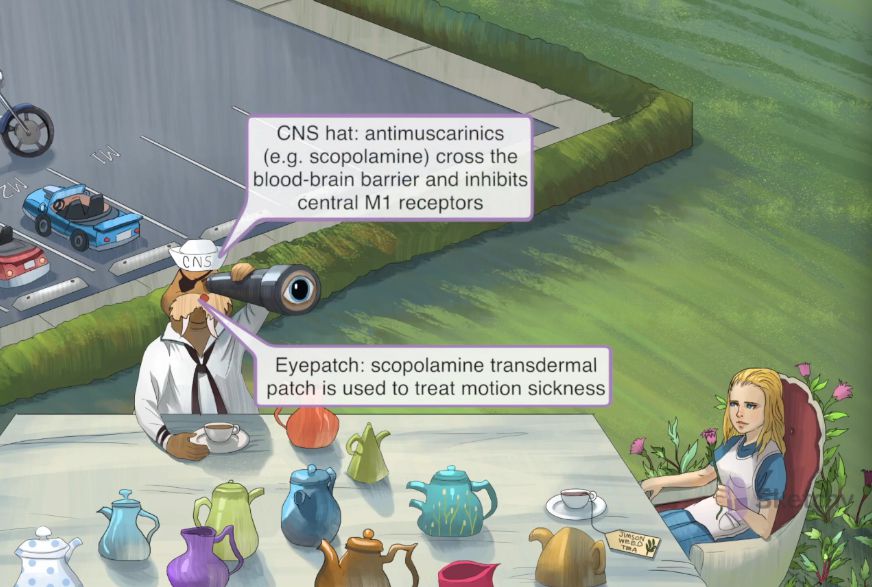 CNS hat: antimuscarinics
(e.g. scopolamine) cross the
blood-brain barrier and inhibits
central M1 receptors
M1
M2
CNS
Eyepatch: scopolamine transdermal
patch is used to treat motion sickness
Sketchy
JIMSON
WEED
TEA